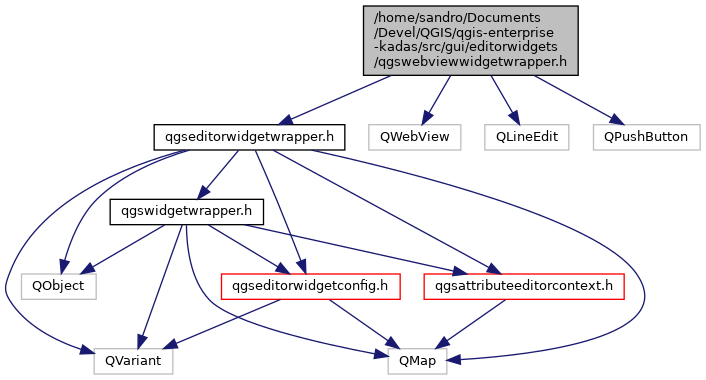 /home/sandro/Documents
/Devel/QGIS/qgis-enterprise
-kadas/src/gui/editorwidgets
/qgswebviewwidgetwrapper.h
qgseditorwidgetwrapper.h
QWebView
QLineEdit
QPushButton
qgswidgetwrapper.h
QObject
qgseditorwidgetconfig.h
qgsattributeeditorcontext.h
QVariant
QMap